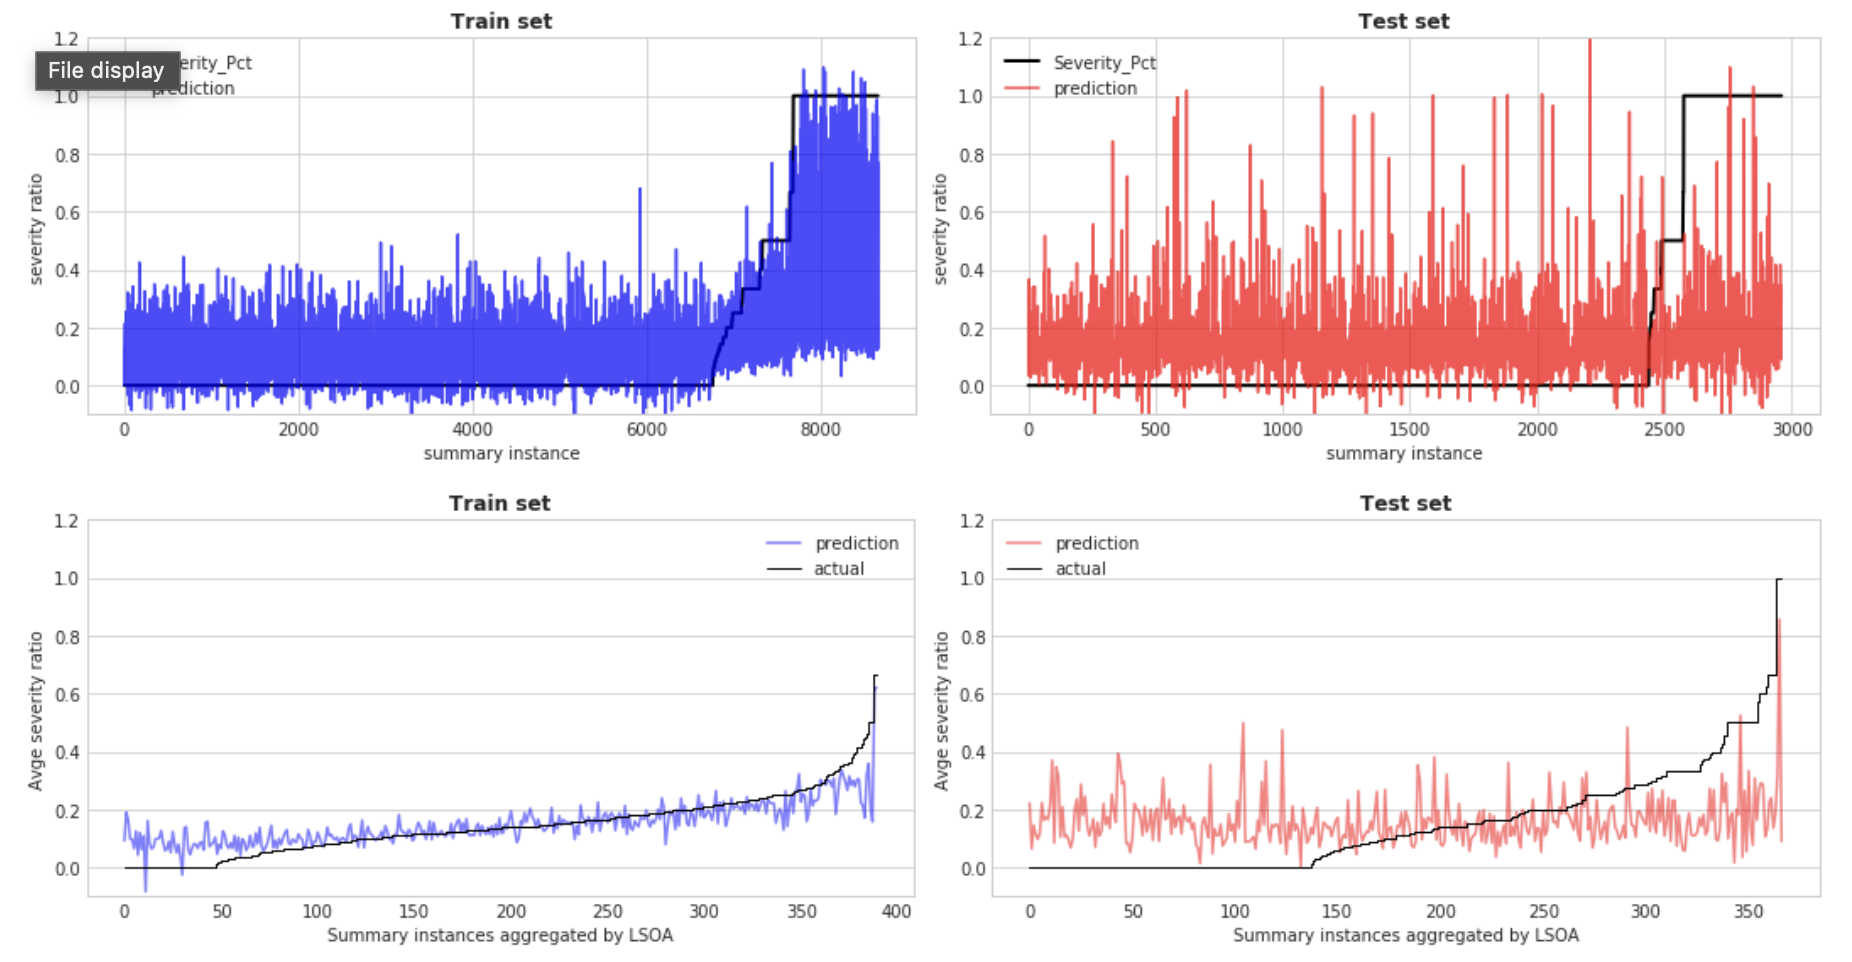 Train set
1.2
1.0
0.8
0.6
0.4
0.2
0.0
severity ratio
File display
erity_Pct
prediction
0
2000
4000
6000
8000
summary instance
Test set
1.2
1.0
0.8
0.6
0.4
0.2
0.0
severity ratio
Severity_Pct
prediction
0
500
1000
1500
2000
2500
3000
summary instance
Train set
1.2
1.0
0.8
0.6
0.4
0.2
0.0
Avge severity ratio
prediction
actual
0
50
100
150
200
250
300
350
400
Summary instances aggregated by LSOA
Test set
1.2
1.0
0.8
0.6
0.4
0.2
0.0
Avge severity ratio
prediction
actual
0
50
100
150
200
250
300
350
Summary instances aggregated by LSOA